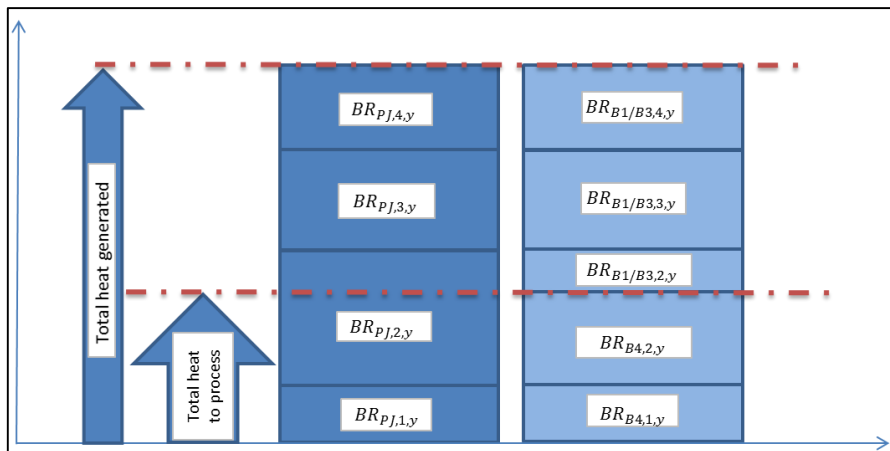 Total heat generated
Total heat
to process
BR_{PJ,4,y}
BR_{PJ,3,y}
BR_{PJ,2,y}
BR_{PJ,1,y}
BR_{B1/B3,4,y}
BR_{B1/B3,3,y}
BR_{B1/B3,2,y}
BR_{B4,2,y}
BR_{B4,1,y}